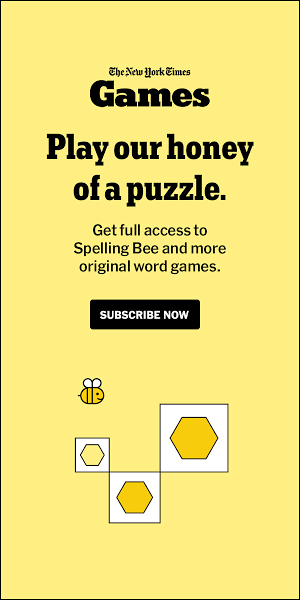 The New York Times
Games
Play our honey
of a puzzle.
Get full access to
Spelling Bee and more
original word games.
SUBSCRIBE NOW